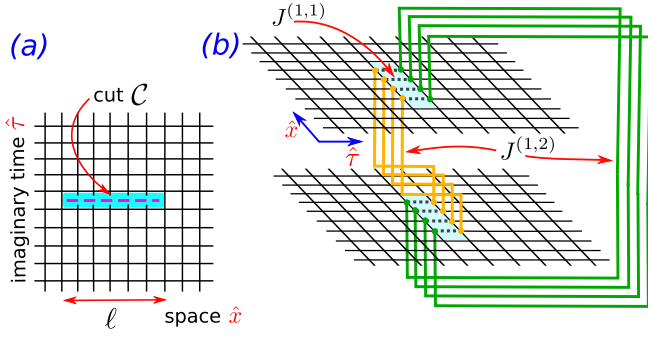 (a)
cut 𝒞
imaginary time τ̂
ℓ
space x̂
(b)
J^(1,1)
x̂
τ̂
J^(1,2)